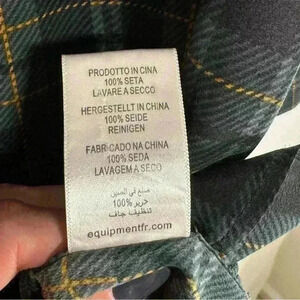 PRODOTTO IN CINA
100% SETA
LAVARE A SECCO
HERGESTELLT IN CHINA
100% SEIDE
REINIGEN
FABRICADO NA CHINA
100% SEDA
LAVAGEM A SECO
صنع في الصين
100% حرير
تنظيف جاف
equipmentfr.com